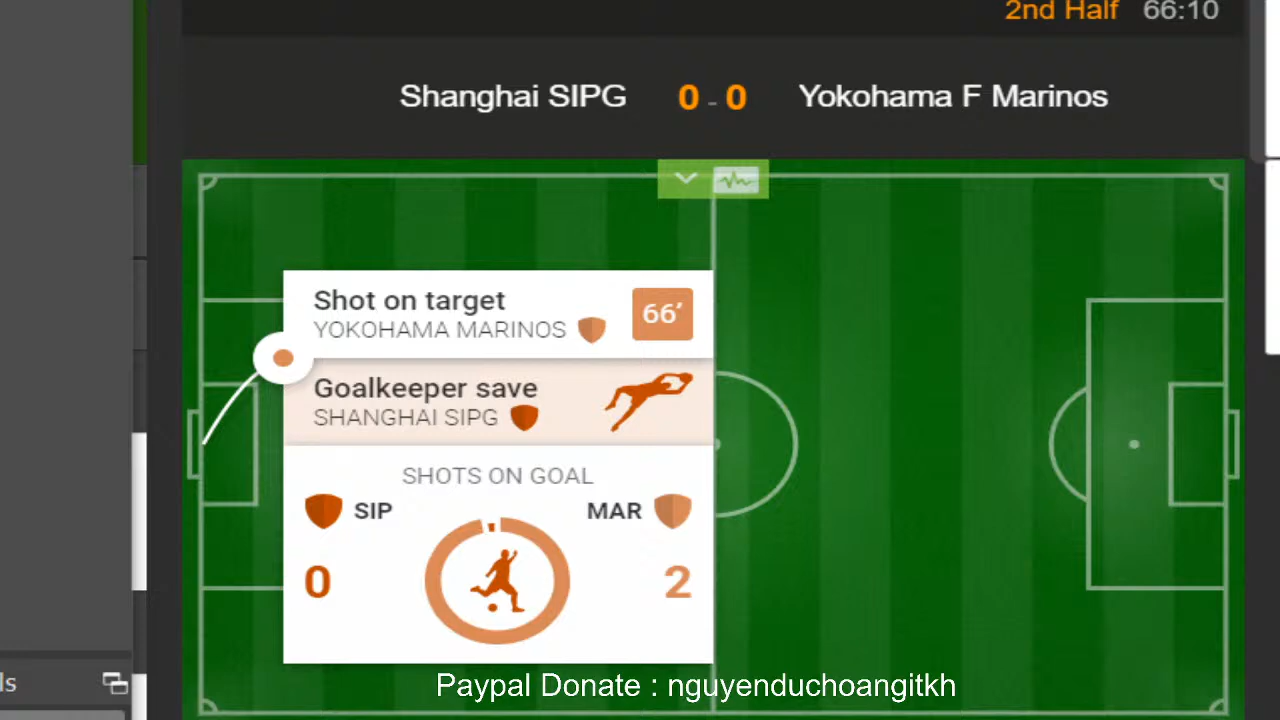 2nd Half 66:10
Shanghai SIPG 0 - 0 Yokohama F Marinos
Shot on target
YOKOHAMA MARINOS
66’
Goalkeeper save
SHANGHAI SIPG
SHOTS ON GOAL
SIP MAR
0 2
Paypal Donate : nguyenduchoangitkh
ls